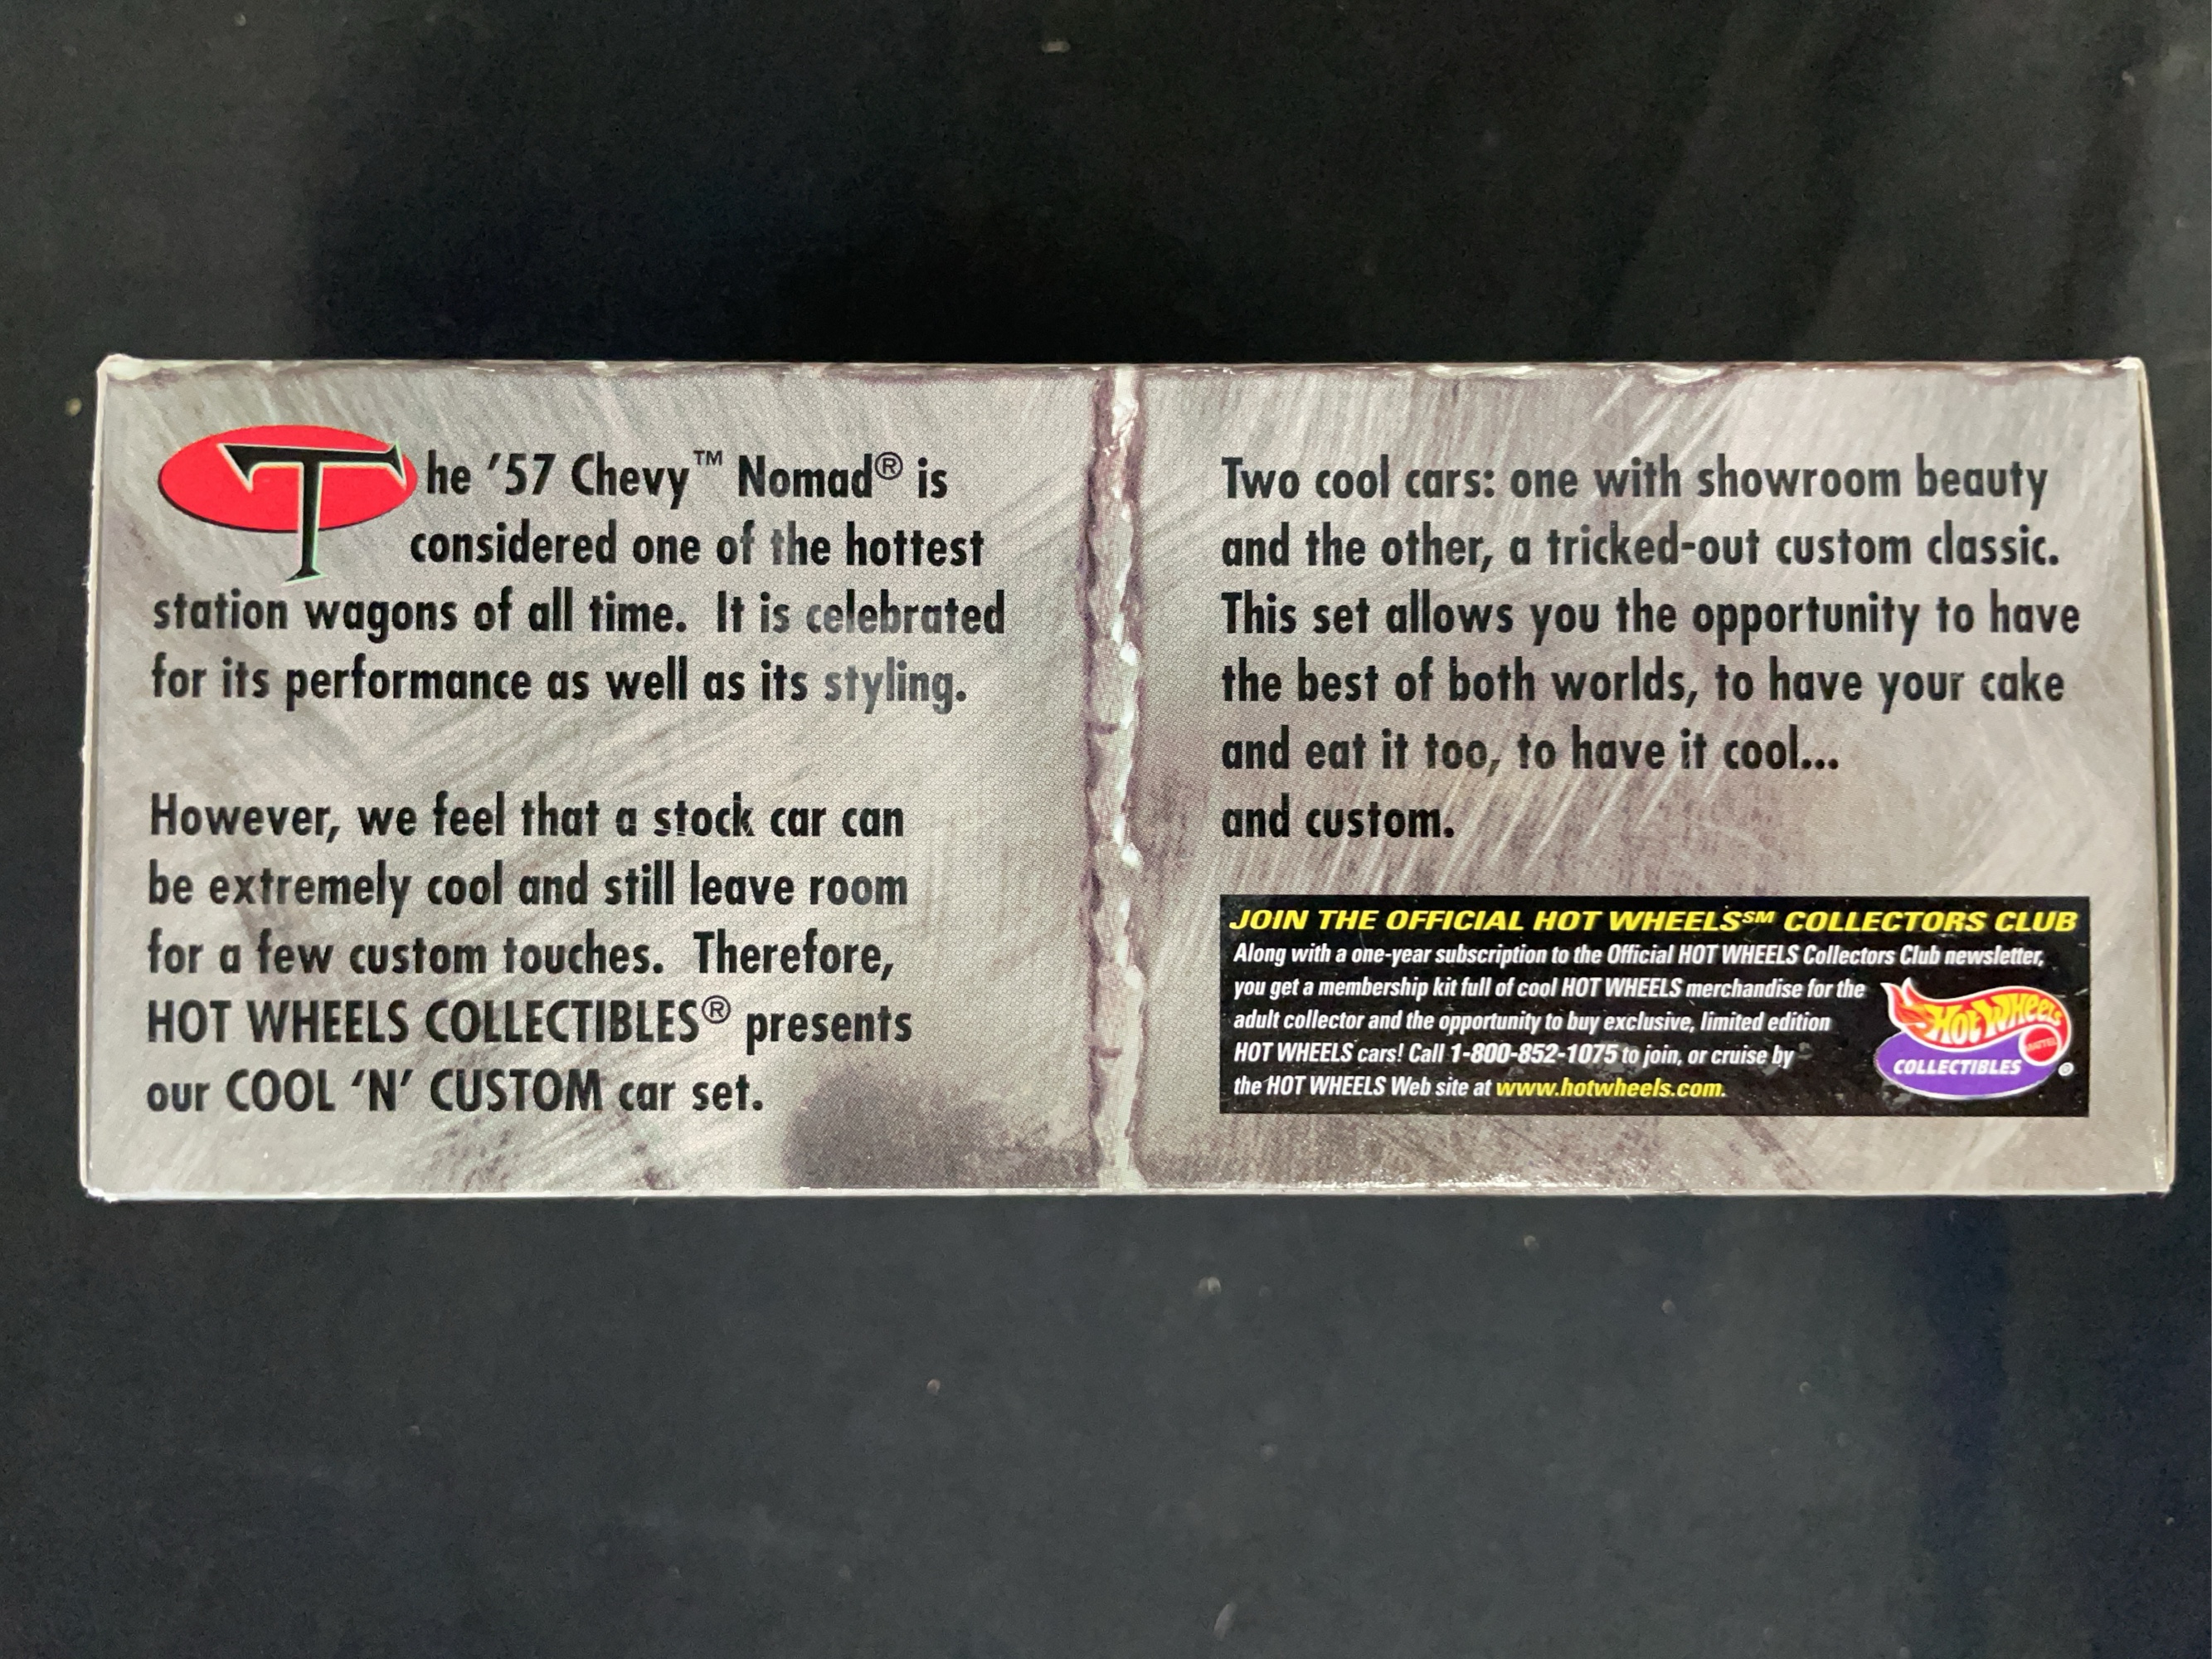 The '57 Chevy™ Nomad® is
considered one of the hottest
station wagons of all time. It is celebrated
for its performance as well as its styling.
However, we feel that a stock car can
be extremely cool and still leave room
for a few custom touches. Therefore,
HOT WHEELS COLLECTIBLES® presents
our COOL 'N' CUSTOM car set.
Two cool cars: one with showroom beauty
and the other, a tricked-out custom classic.
This set allows you the opportunity to have
the best of both worlds, to have your cake
and eat it too, to have it cool...
and custom.
JOIN THE OFFICIAL HOT WHEELS℠ COLLECTORS CLUB
Along with a one-year subscription to the Official HOT WHEELS Collectors Club newsletter,
you get a membership kit full of cool HOT WHEELS merchandise for the
adult collector and the opportunity to buy exclusive, limited edition
HOT WHEELS cars! Call 1-800-852-1075 to join, or cruise by
the HOT WHEELS Web site at www.hotwheels.com.
Hot Wheels
MATTEL
COLLECTIBLES®